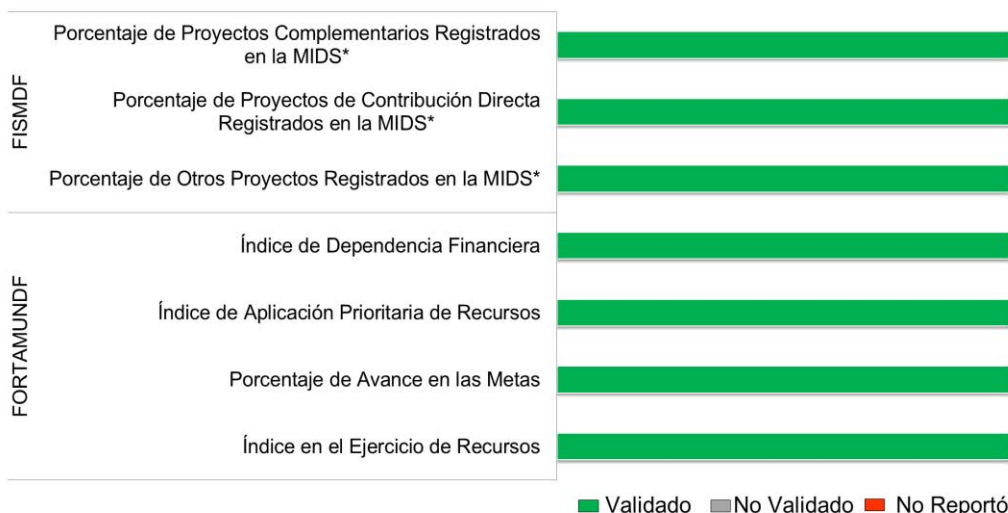 FISMDF
Porcentaje de Proyectos Complementarios Registrados
en la MIDS*
Porcentaje de Proyectos de Contribución Directa
Registrados en la MIDS*
Porcentaje de Otros Proyectos Registrados en la MIDS*
FORTAMUNDF
Índice de Dependencia Financiera
Índice de Aplicación Prioritaria de Recursos
Porcentaje de Avance en las Metas
Índice en el Ejercicio de Recursos
Validado No Validado No Reportó